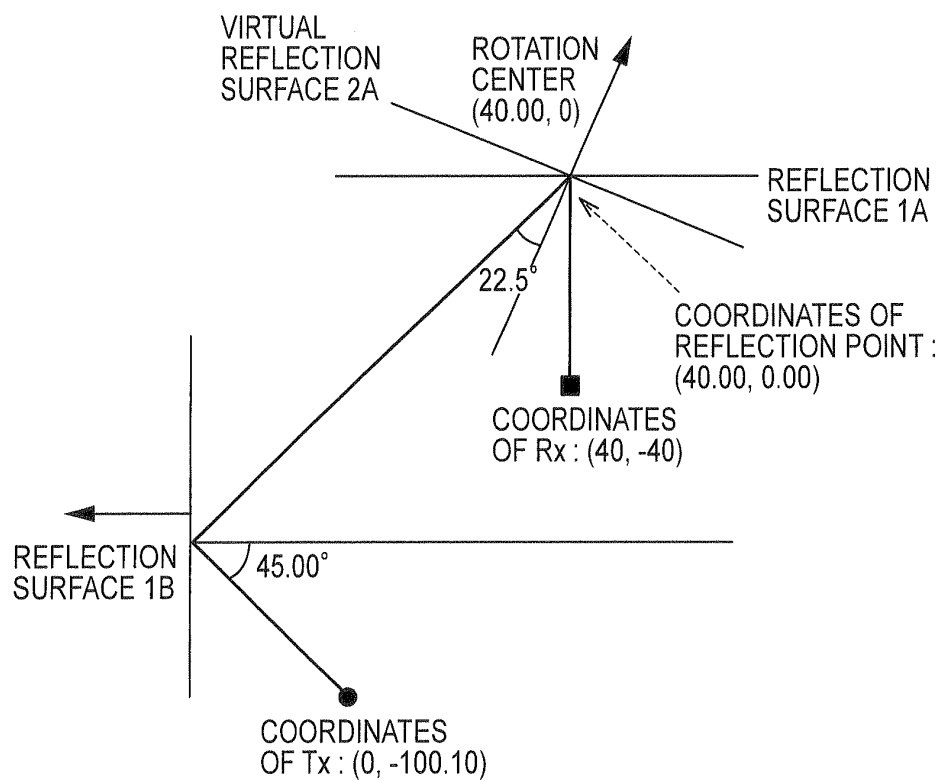 VIRTUAL
REFLECTION
SURFACE 2A
ROTATION
CENTER
(40.00, 0)
REFLECTION
SURFACE 1A
22.5°
COORDINATES OF
REFLECTION POINT :
(40.00, 0.00)
COORDINATES
OF Rx : (40, -40)
REFLECTION
SURFACE 1B
45.00°
COORDINATES
OF Tx : (0, -100.10)